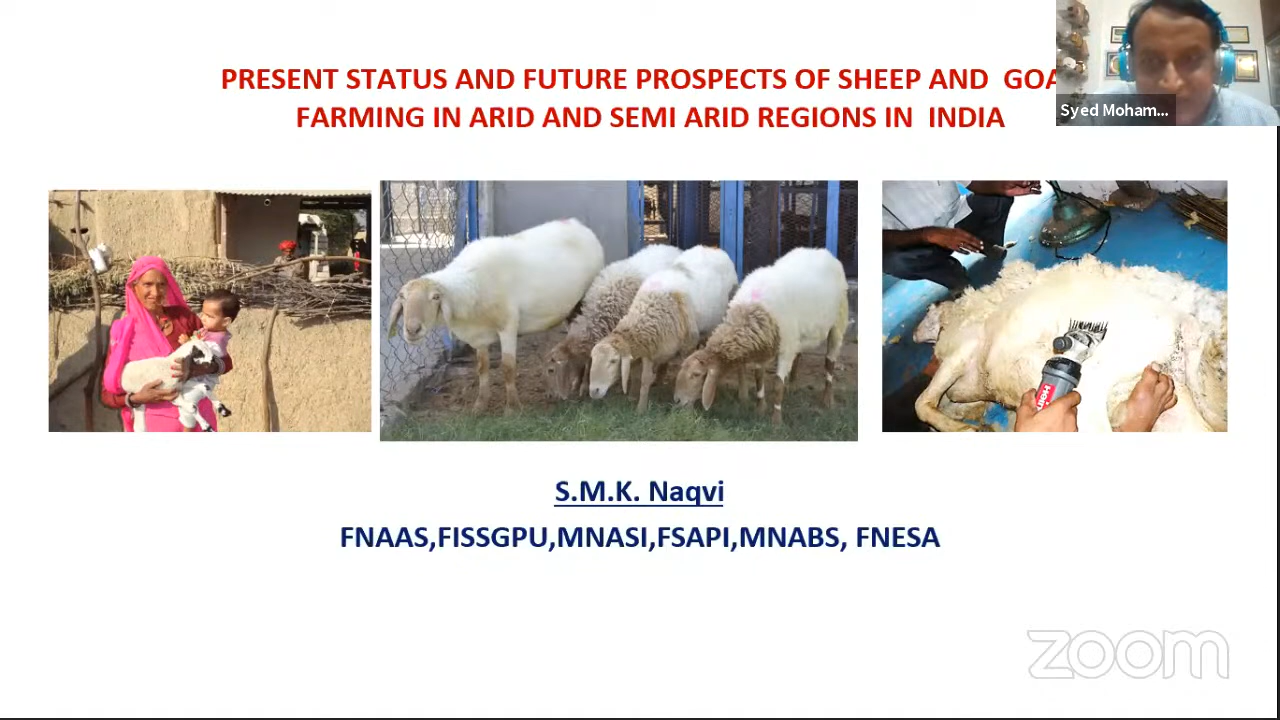 PRESENT STATUS AND FUTURE PROSPECTS OF SHEEP AND GOA
FARMING IN ARID AND SEMI ARID REGIONS IN INDIA
Syed Moham...
S.M.K. Naqvi
FNAAS,FISSGPU,MNASI,FSAPI,MNABS, FNESA
zoom